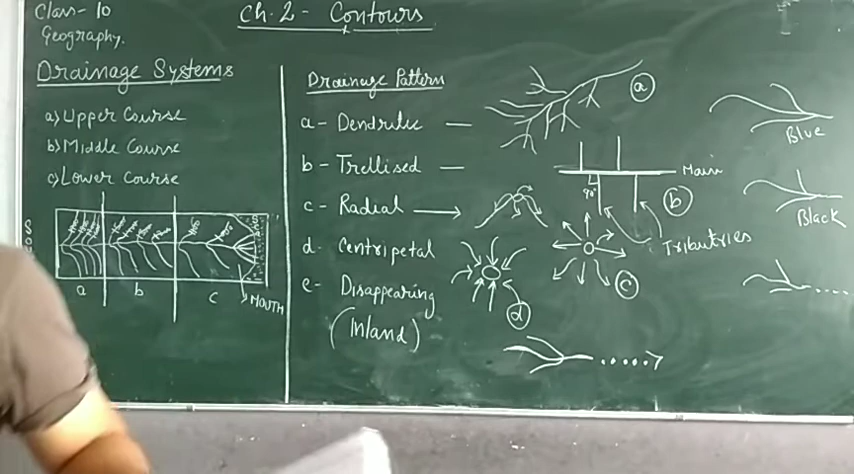 Class- 10
Geography.
Ch. 2 - Contours
Drainage Systems
a) Upper Course
b) Middle Course
c) Lower Course
a b c
MOUTH
Drainage Pattern
a - Dendritic —
b - Trellised —
c - Radial
d - Centripetal
e - Disappearing
(Inland)
a
Main
90°
b
Tributries
c
d
Blue
Black